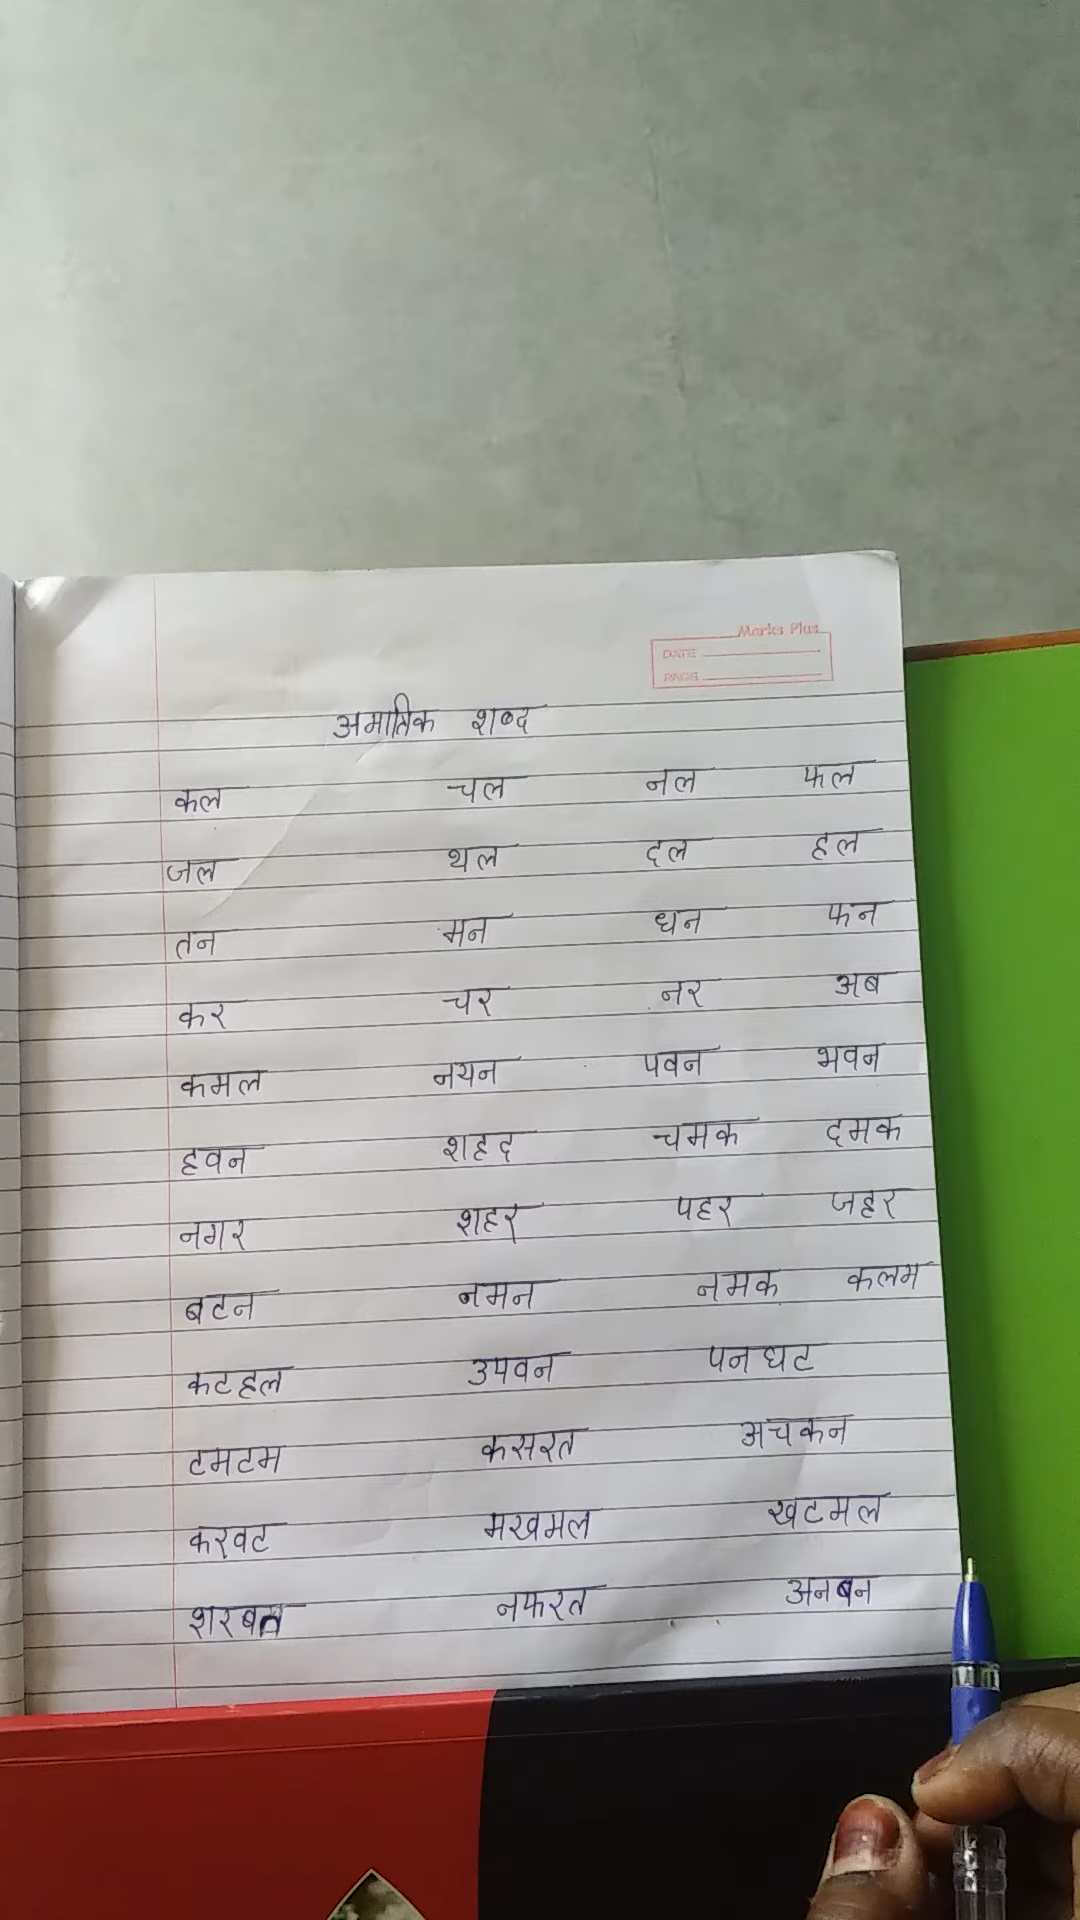 Marks Plus
DATE
PAGE
अमात्रिक शब्द
कल चल नल फल
जल थल दल हल
तन मन धन फन
कर चर नर अब
कमल नयन पवन भवन
हवन शहद चमक दमक
नगर शहर पहर जहर
बटन नमन नमक कलम
कटहल उपवन पनघट
टमटम कसरत अचकन
करवट मखमल खटमल
शरबत नफरत अनबन